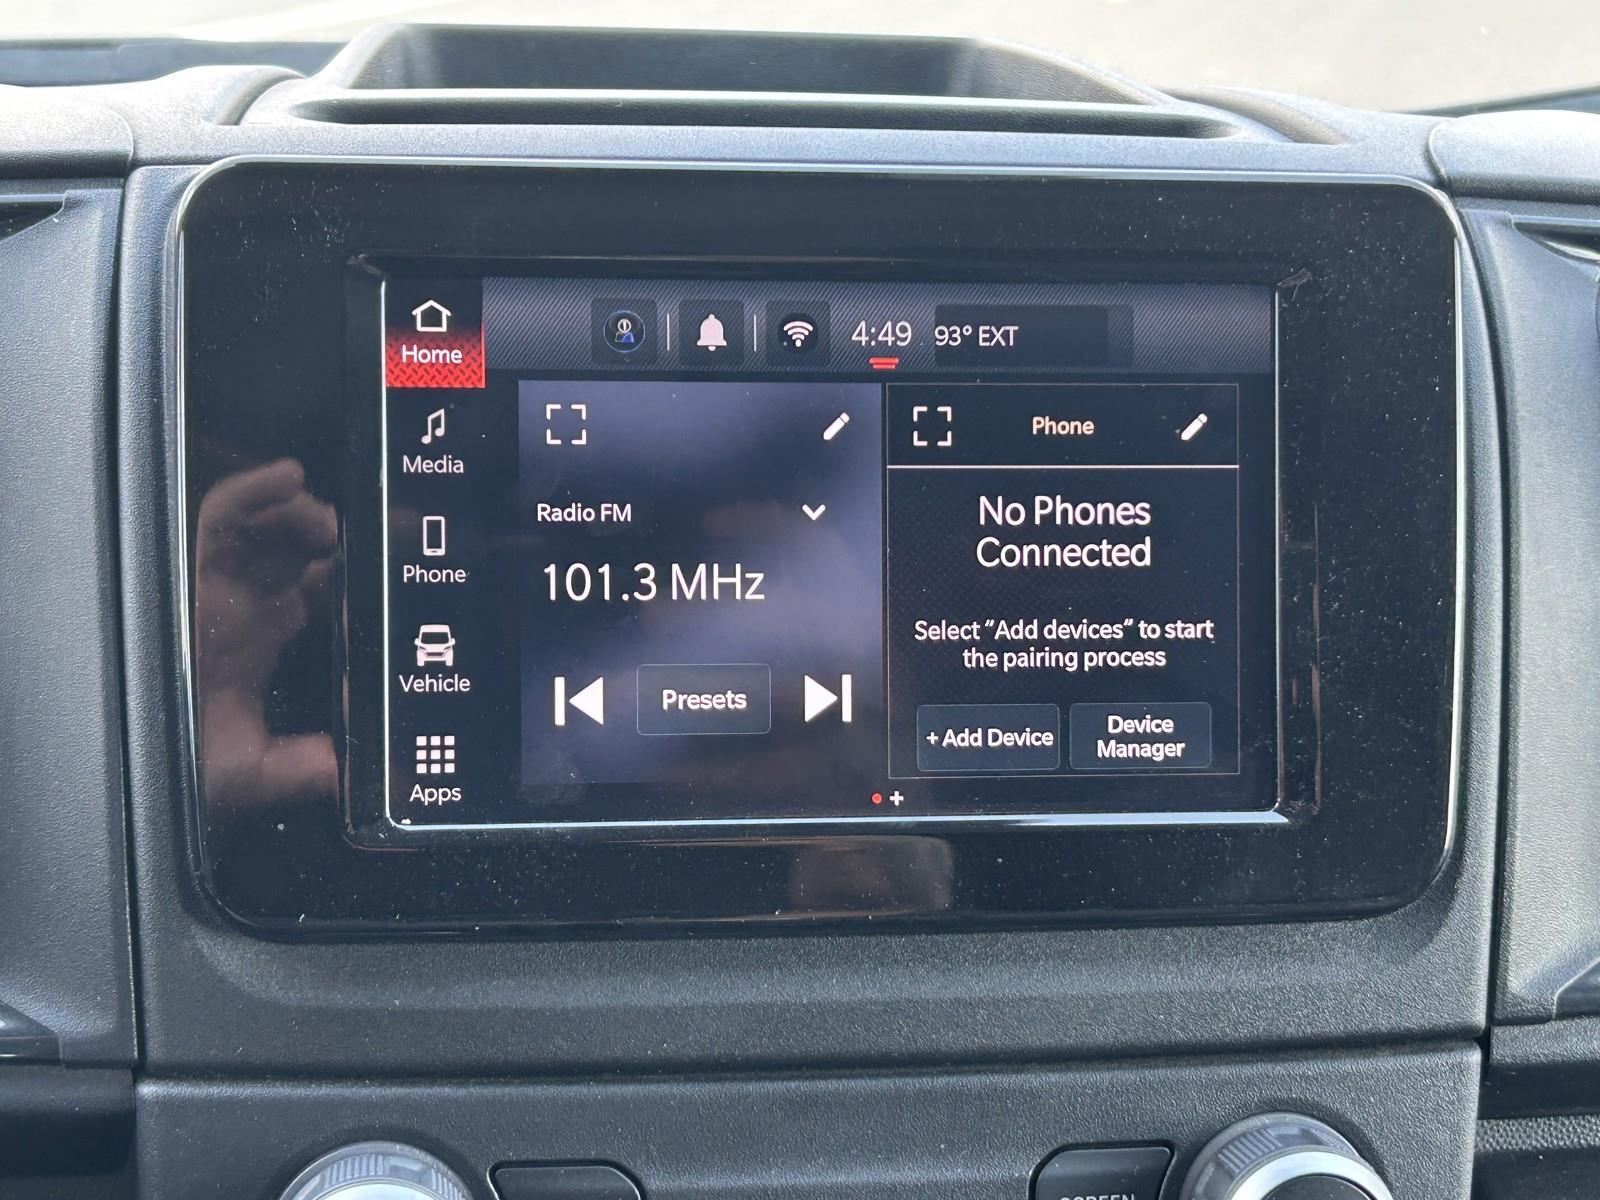 Home
Media
Phone
Vehicle
Apps
4:49
93° EXT
Radio FM
101.3 MHz
Presets
Phone
No Phones
Connected
Select “Add devices” to start
the pairing process
+ Add Device
Device
Manager
SCREEN